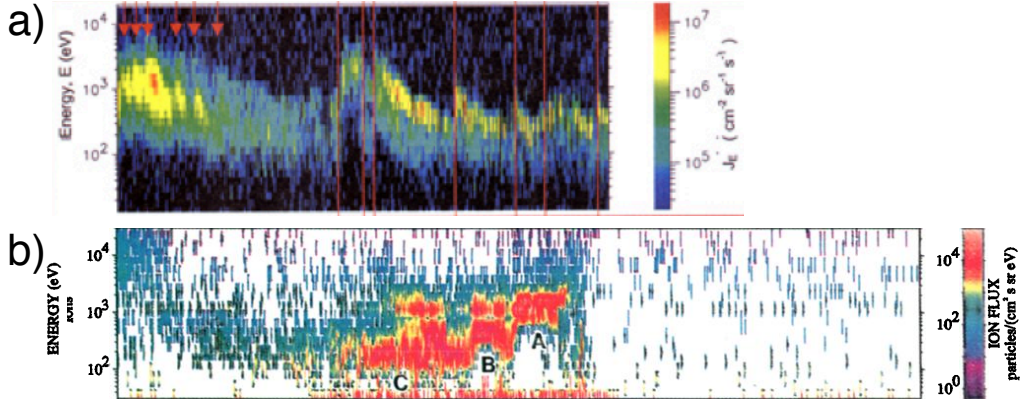 a)
Energy, E (eV)
10⁴
10³
10²
10⁷
10⁶
10⁵
J_E (cm⁻² sr⁻¹ s⁻¹)
b)
ENERGY (eV)
IONS
10⁴
10³
10²
A
B
C
10⁴
10²
10⁰
ION FLUX
particles/(cm² s sr eV)